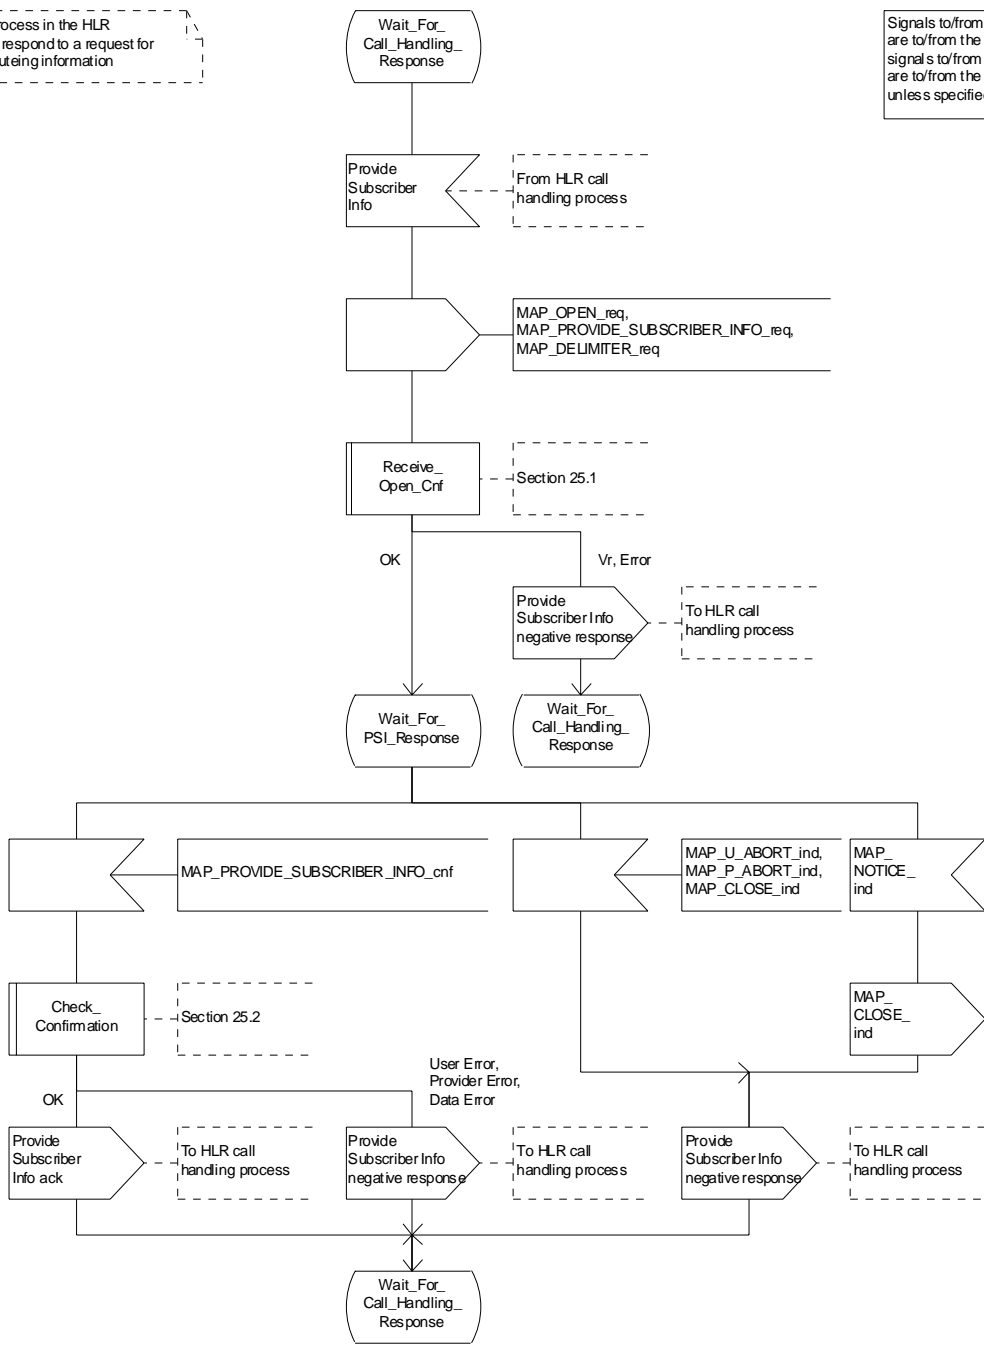 rocess in the HLR
respond to a request for
uteing information
Wait_For_
Call_Handling_
Response
Signals to/from
are to/from the
signals to/from
are to/from the
unless specifie
Provide
Subscriber
Info
From HLR call
handling process
MAP_OPEN_req,
MAP_PROVIDE_SUBSCRIBER_INFO_req,
MAP_DELIMITER_req
Receive_
Open_Cnf
Section 25.1
OK
Vr, Error
Provide
Subscriber Info
negative response
To HLR call
handling process
Wait_For_
PSI_Response
Wait_For_
Call_Handling_
Response
MAP_PROVIDE_SUBSCRIBER_INFO_cnf
MAP_U_ABORT_ind,
MAP_P_ABORT_ind,
MAP_CLOSE_ind
MAP_
NOTICE_
ind
Check_
Confirmation
Section 25.2
MAP_
CLOSE_
ind
User Error,
Provider Error,
Data Error
OK
Provide
Subscriber
Info ack
To HLR call
handling process
Provide
Subscriber Info
negative response
To HLR call
handling process
Provide
Subscriber Info
negative response
To HLR call
handling process
Wait_For_
Call_Handling_
Response